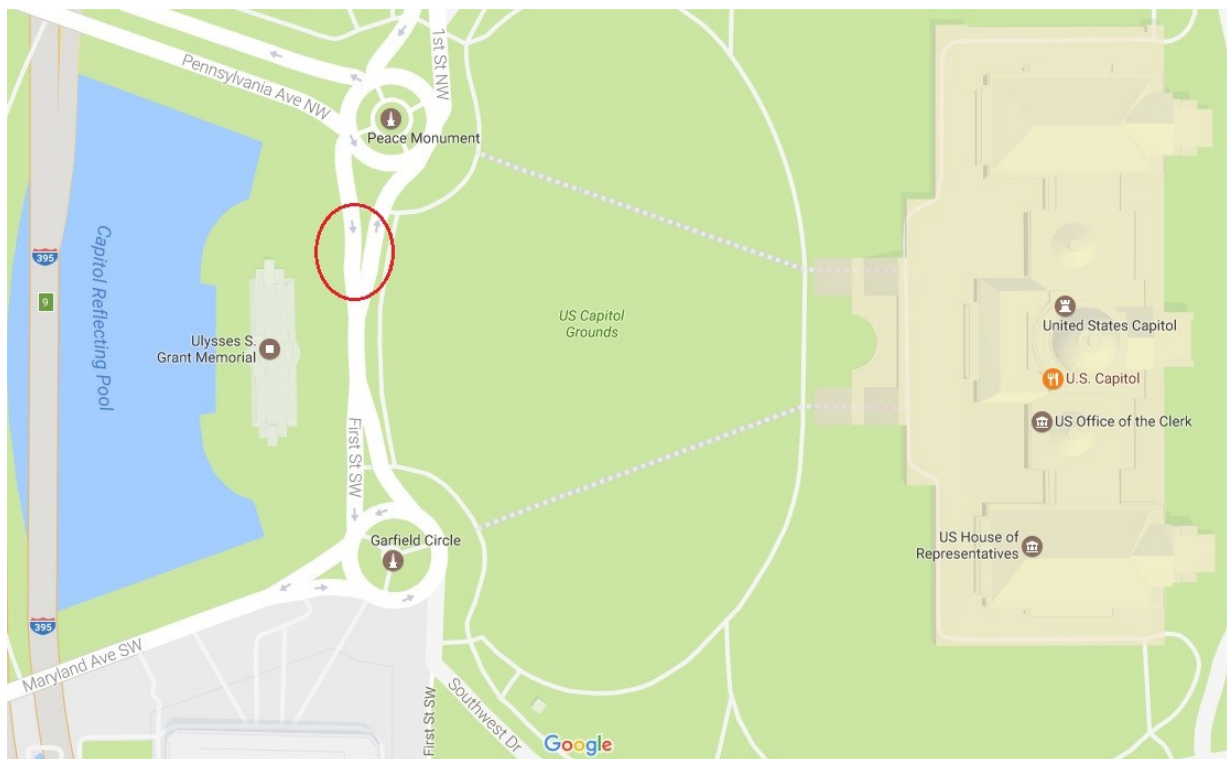 1st St NW
Pennsylvania Ave NW
Peace Monument
395
9
Capitol Reflecting Pool
Ulysses S.
Grant Memorial
US Capitol
Grounds
United States Capitol
U.S. Capitol
US Office of the Clerk
First St SW
Garfield Circle
US House of
Representatives
395
Maryland Ave SW
First St SW
Southwest Dr
Google